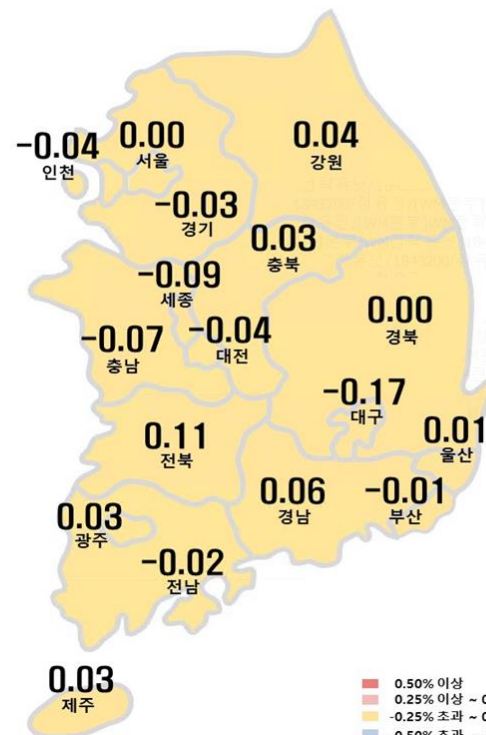 -0.04
인천
0.00
서울
0.04
강원
-0.03
경기
0.03
충북
-0.09
세종
-0.07
충남
-0.04
대전
0.00
경북
-0.17
대구
0.01
울산
0.11
전북
0.06
경남
-0.01
부산
0.03
광주
-0.02
전남
0.03
제주
0.50% 이상
0.25% 이상 ~
-0.25% 초과 ~